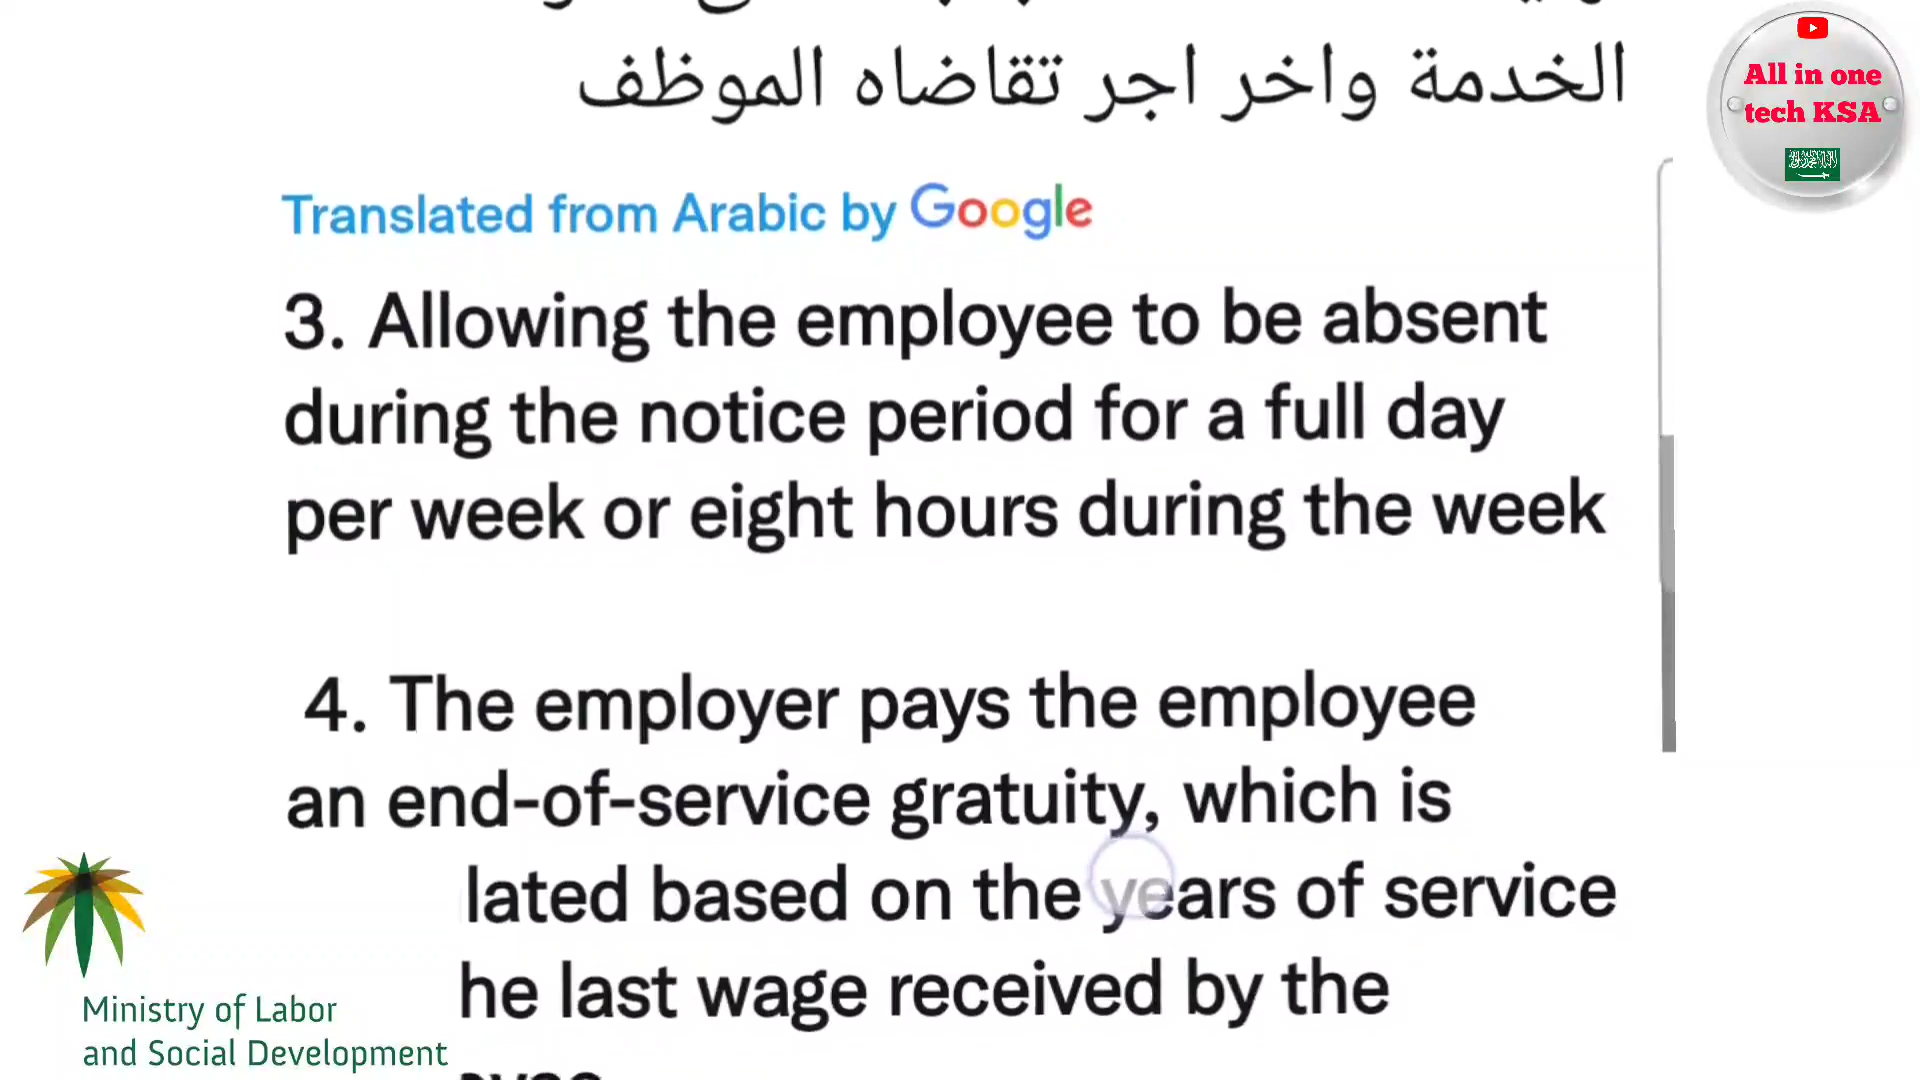 الخدمة واخر اجر تقاضاه الموظف
All in one
tech KSA
Translated from Arabic by Google
3. Allowing the employee to be absent
during the notice period for a full day
per week or eight hours during the week
4. The employer pays the employee
an end-of-service gratuity, which is
lated based on the years of service
he last wage received by the
Ministry of Labor
and Social Development